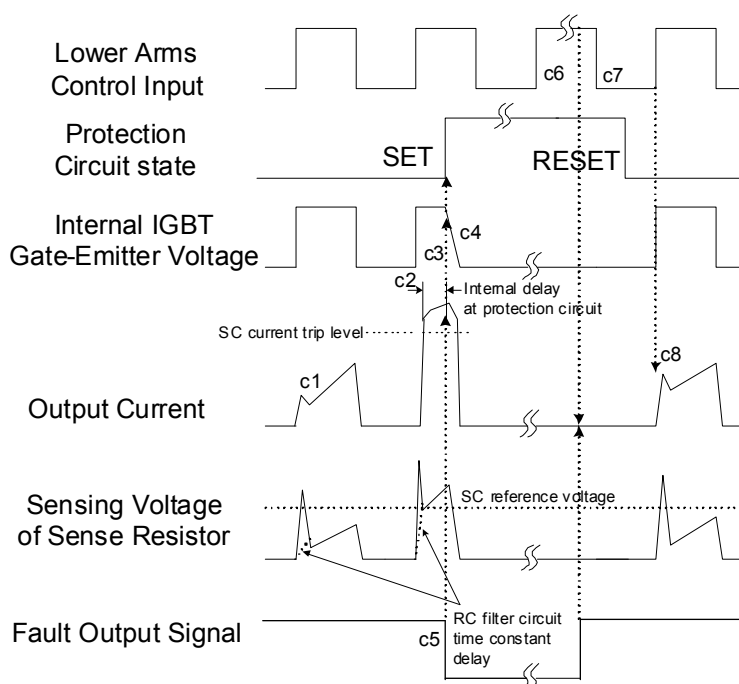 Lower Arms
Control Input
c6
c7
Protection
Circuit state
SET
RESET
Internal IGBT
Gate-Emitter Voltage
c3
c4
c2
Internal delay
at protection circuit
SC current trip level
c1
c8
Output Current
Sensing Voltage
of Sense Resistor
SC reference voltage
Fault Output Signal
c5
RC filter circuit
time constant
delay